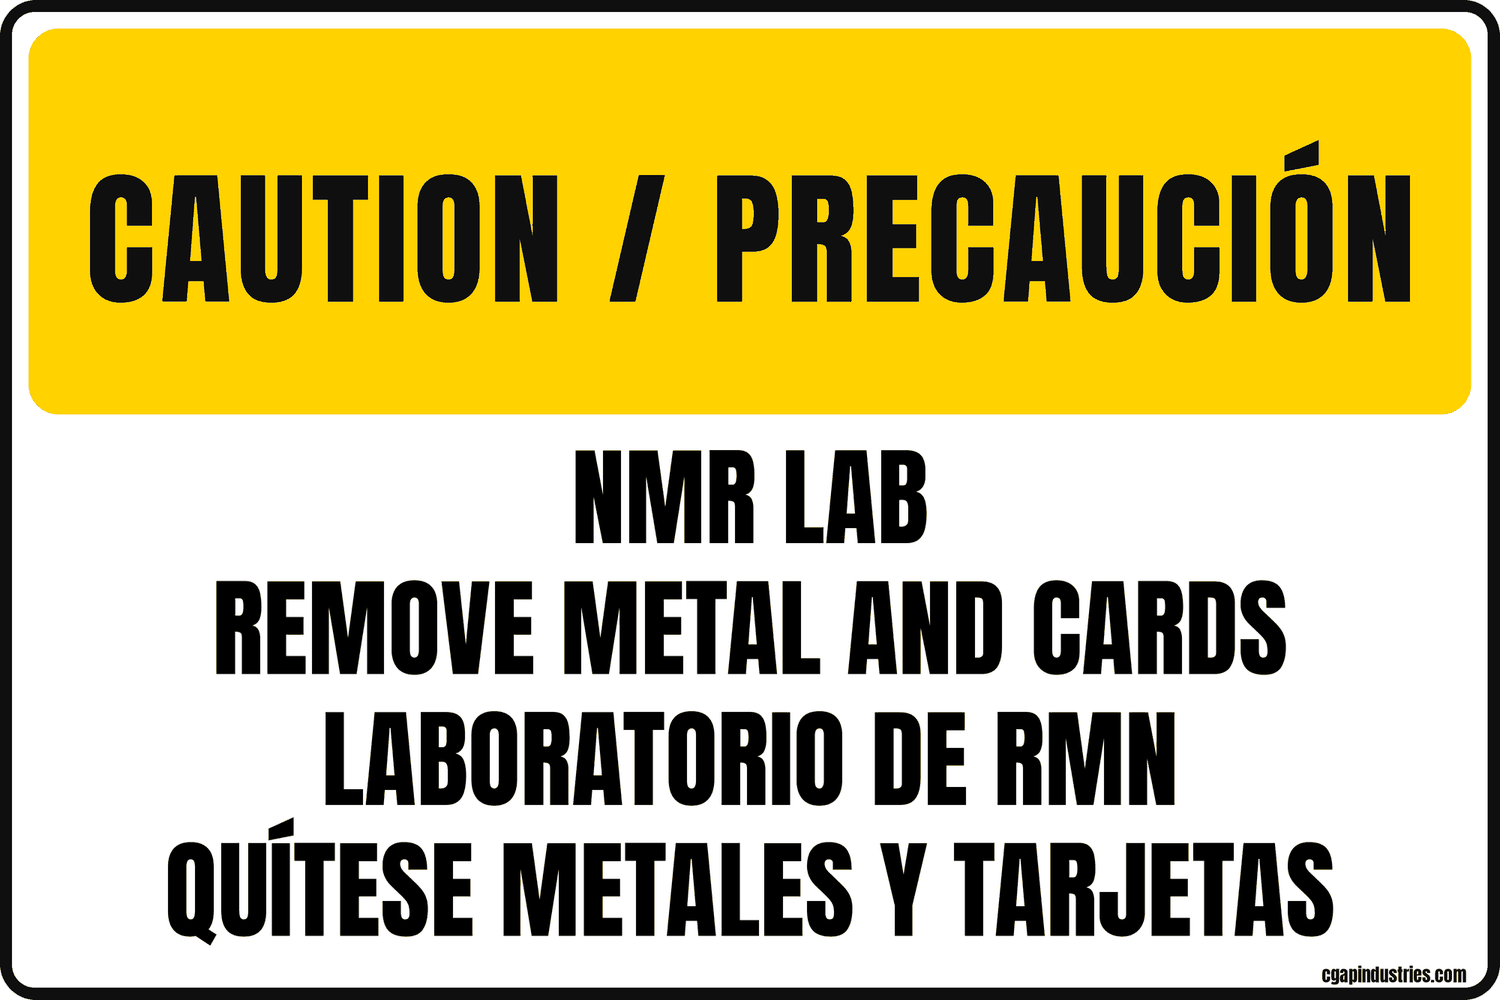 CAUTION / PRECAUCIÓN
NMR LAB
REMOVE METAL AND CARDS
LABORATORIO DE RMN
QUÍTESE METALES Y TARJETAS
cgapindustries.com